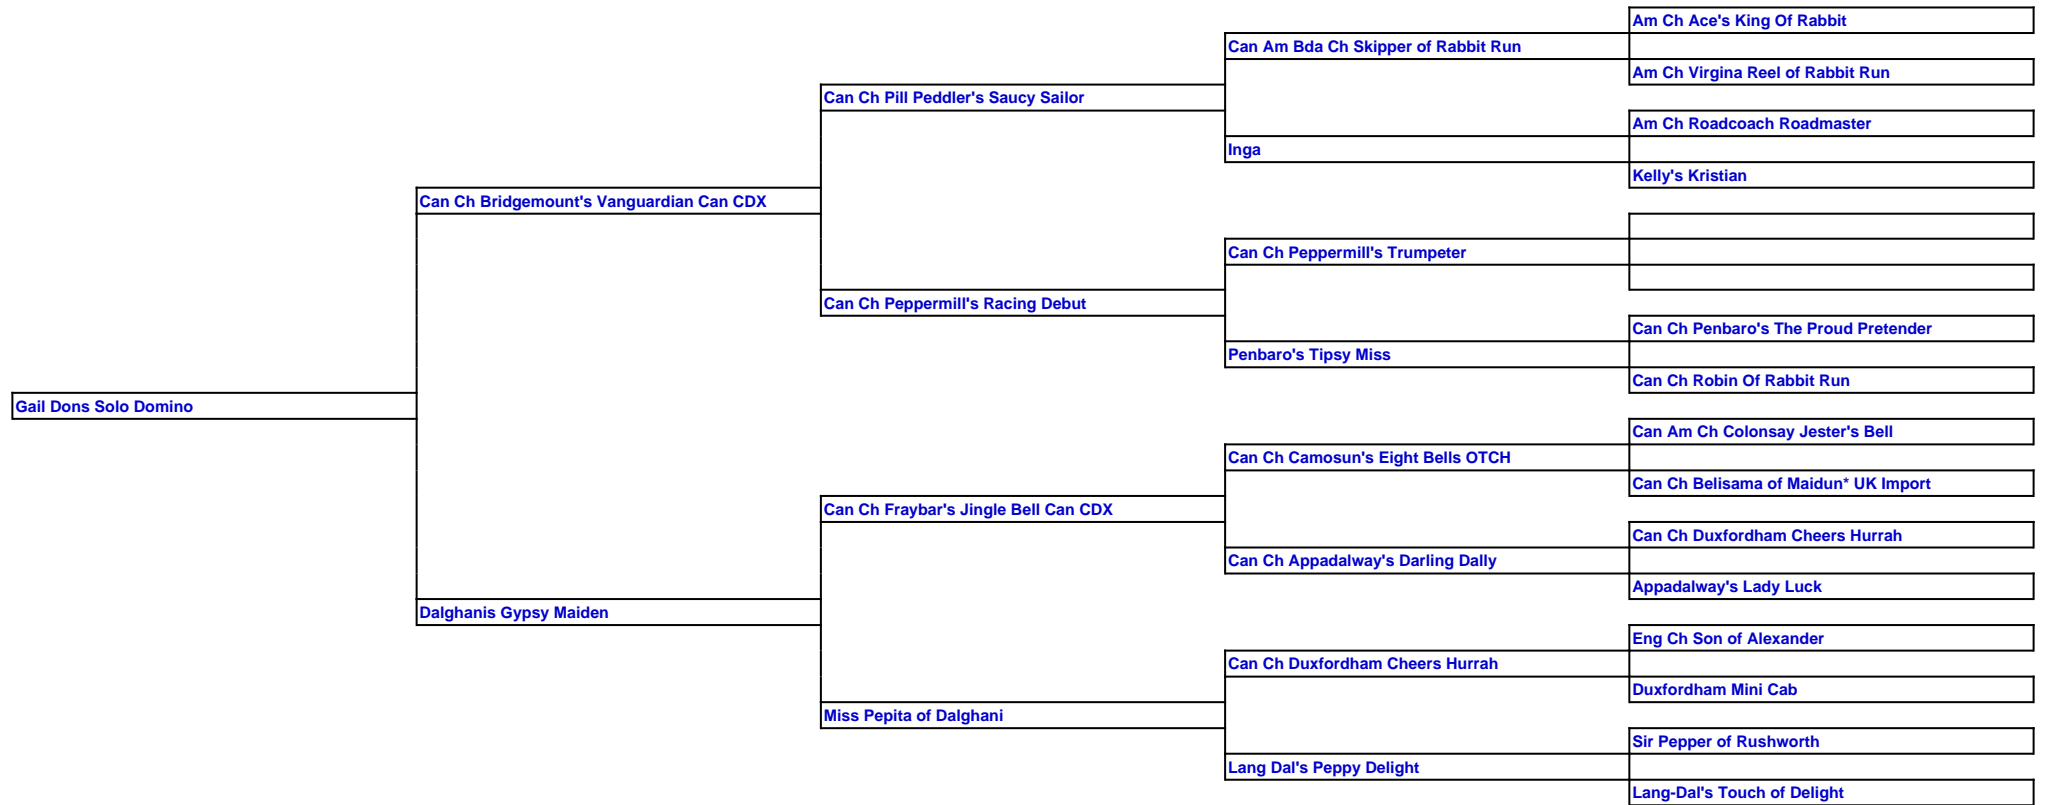 Am Ch Ace's King Of Rabbit
Can Am Bda Ch Skipper of Rabbit Run
Am Ch Virgina Reel of Rabbit Run
Can Ch Pill Peddler's Saucy Sailor
Am Ch Roadcoach Roadmaster
Inga
Kelly's Kristian
Can Ch Bridgemount's Vanguardian Can CDX
Can Ch Peppermill's Trumpeter
Can Ch Peppermill's Racing Debut
Can Ch Penbaro's The Proud Pretender
Penbaro's Tipsy Miss
Can Ch Robin Of Rabbit Run
Gail Dons Solo Domino
Can Am Ch Colonsay Jester's Bell
Can Ch Camosun's Eight Bells OTCH
Can Ch Belisama of Maidun* UK Import
Can Ch Fraybar's Jingle Bell Can CDX
Can Ch Duxfordham Cheers Hurrah
Can Ch Appadalway's Darling Dally
Appadalway's Lady Luck
Dalghanis Gypsy Maiden
Eng Ch Son of Alexander
Can Ch Duxfordham Cheers Hurrah
Duxfordham Mini Cab
Miss Pepita of Dalghani
Sir Pepper of Rushworth
Lang Dal's Peppy Delight
Lang-Dal's Touch of Delight